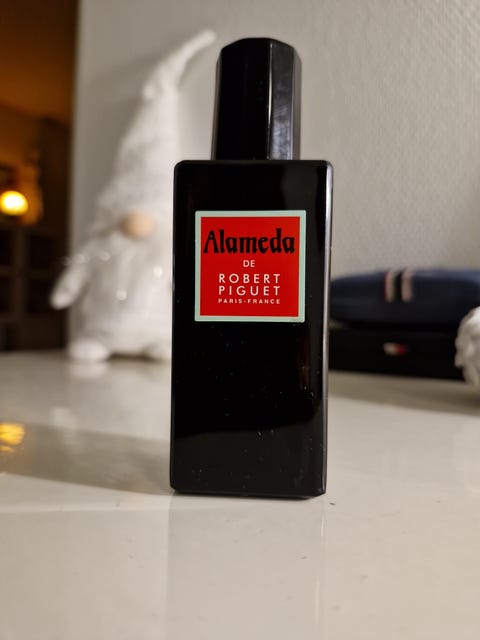 Alameda
DE
ROBERT
PIGUET
PARIS-FRANCE